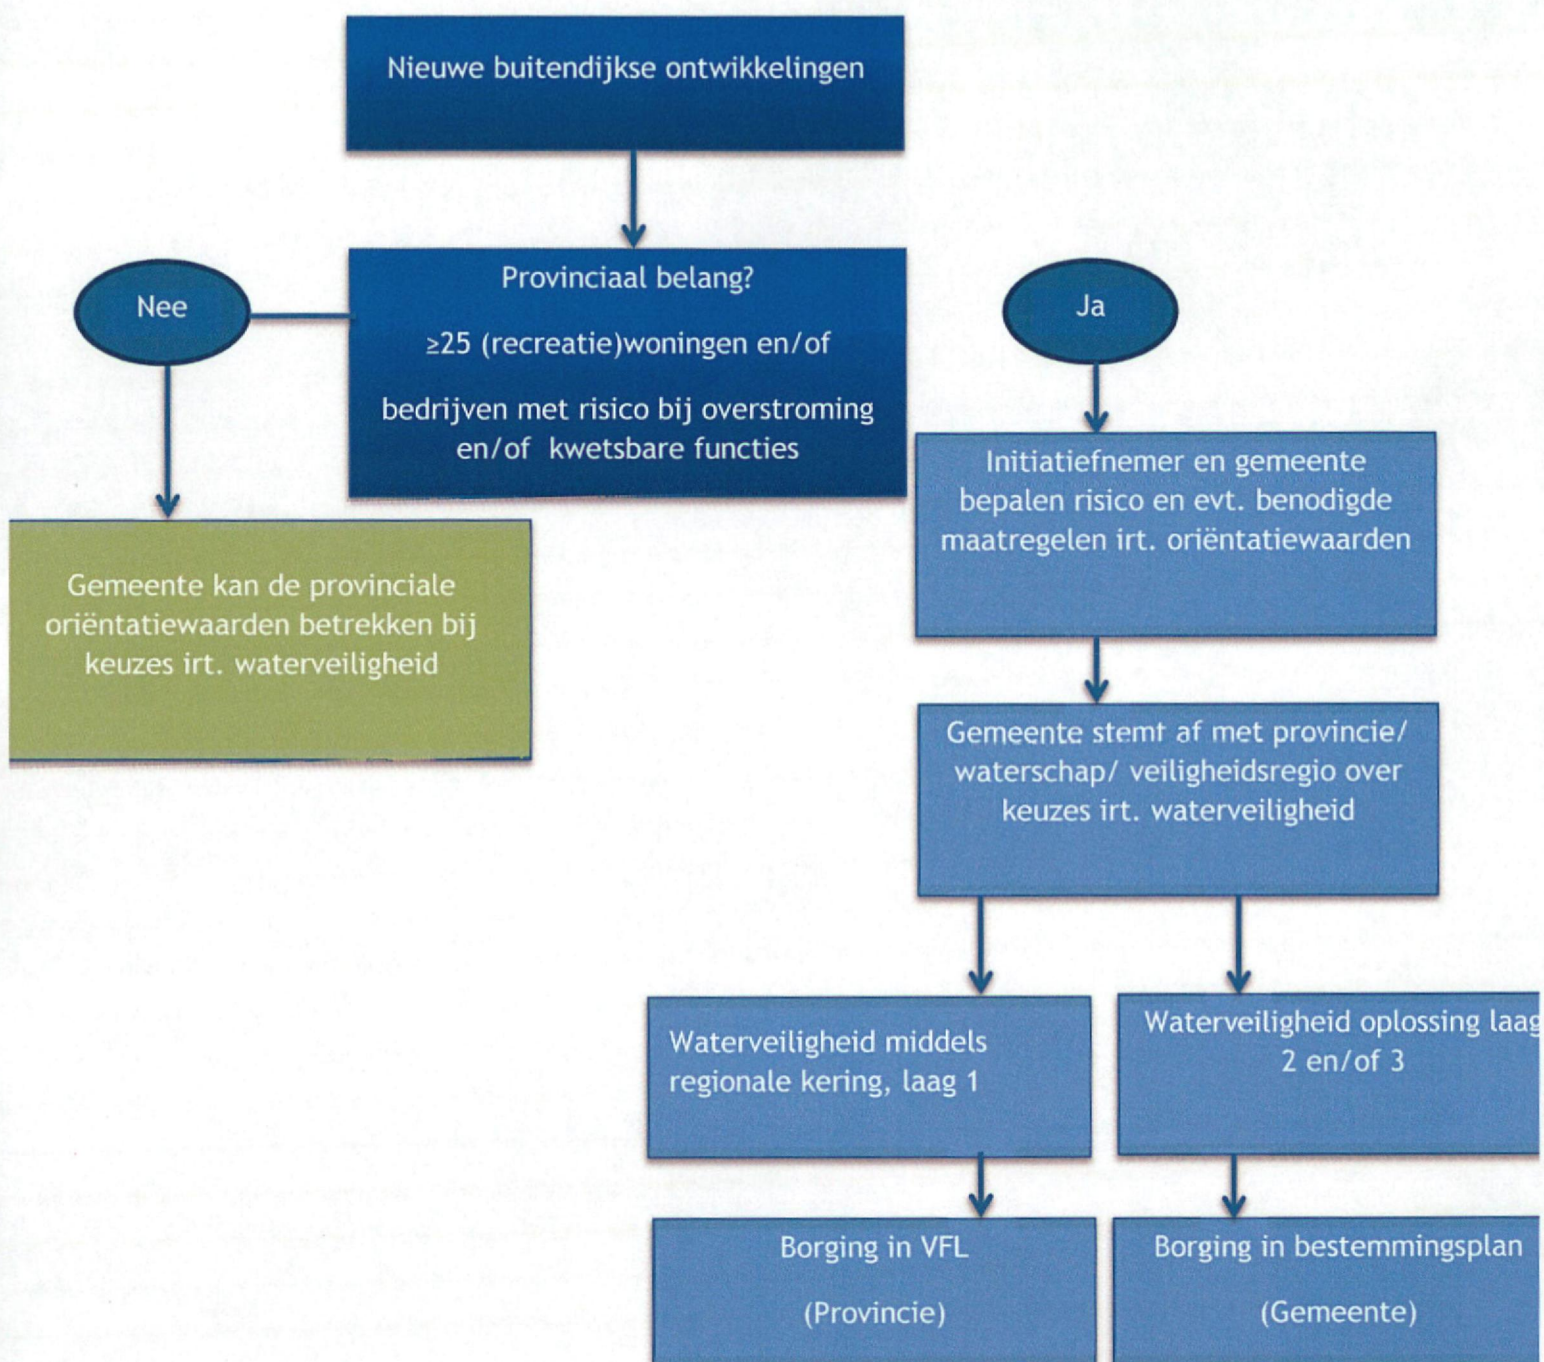 Nieuwe buitendijkse ontwikkelingen
Provinciaal belang?
≥25 (recreatie)woningen en/of
bedrijven met risico bij overstroming
en/of kwetsbare functies
Nee
Gemeente kan de provinciale
oriëntatiewaarden betrekken bij
keuzes irt. waterveiligheid
Ja
Initiatiefnemer en gemeente
bepalen risico en evt. benodigde
maatregelen irt. oriëntatiewaarden
Gemeente stemt af met provincie/
waterschap/ veiligheidsregio over
keuzes irt. waterveiligheid
Waterveiligheid middels
regionale kering, laag 1
Waterveiligheid oplossing laag
2 en/of 3
Borging in VFL
(Provincie)
Borging in bestemmingsplan
(Gemeente)